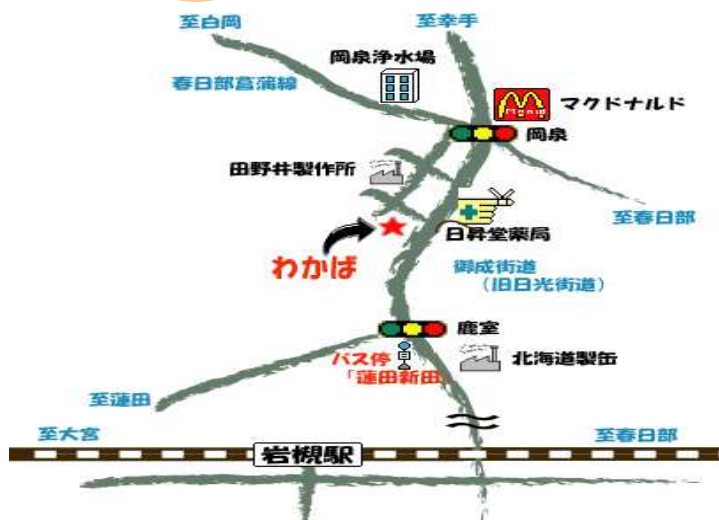 至白岡
至幸手
岡泉浄水場
春日部菖蒲線
マクドナルド
岡泉
田野井製作所
至春日部
日昇堂薬局
わかば
御成街道
（旧日光街道）
鹿室
バス停
「蓮田新田」
北海道製缶
至蓮田
至大宮
至春日部
岩槻駅